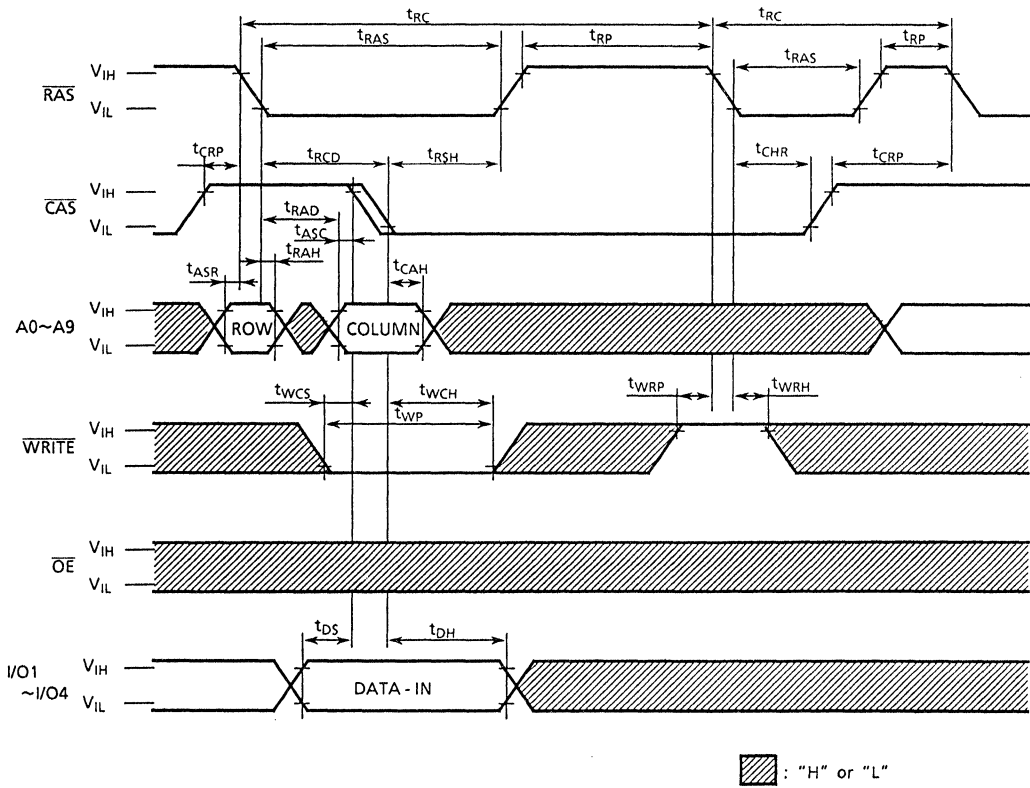 tRC tRC
tRAS tRP tRAS tRP
RAS VIH
VIL
tCRP tRCD tRSH tCHR tCRP
CAS VIH
VIL
tRAD
tASC
tRAH
tASR tCAH
A0~A9 VIH
VIL
ROW COLUMN
tWCS tWCH tWRP tWRH
tWP
WRITE VIH
VIL
OE VIH
VIL
tDS tDH
I/O1
~I/O4 VIH
VIL
DATA-IN
: "H" or "L"